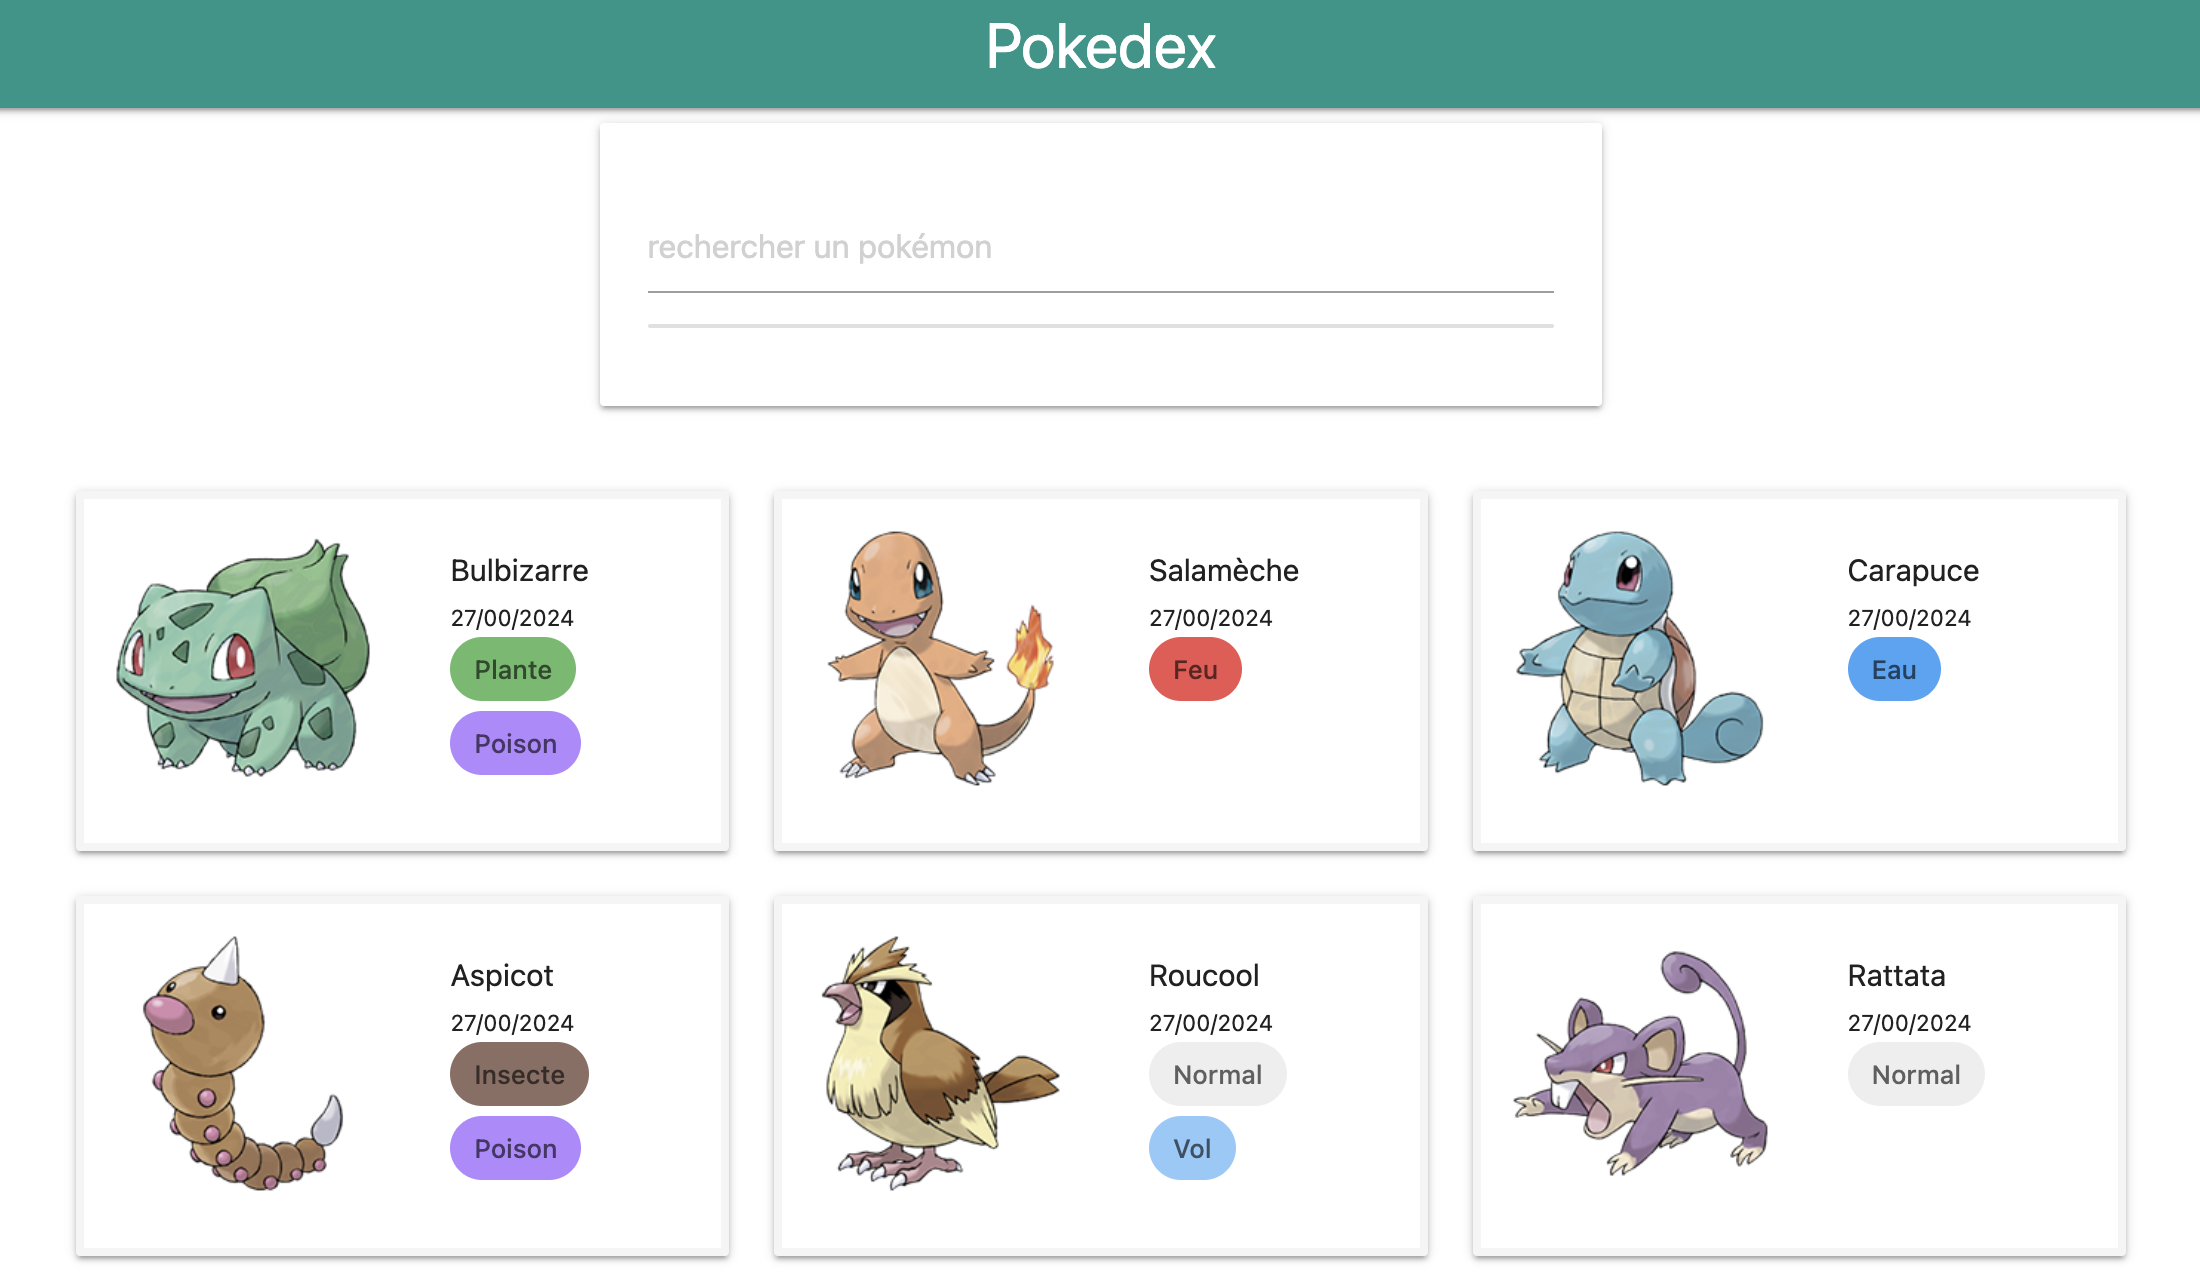 Pokedex
rechercher un pokémon
Bulbizarre
27/00/2024
Plante
Poison
Salamèche
27/00/2024
Feu
Carapuce
27/00/2024
Eau
Aspicot
27/00/2024
Insecte
Poison
Roucool
27/00/2024
Normal
Vol
Rattata
27/00/2024
Normal